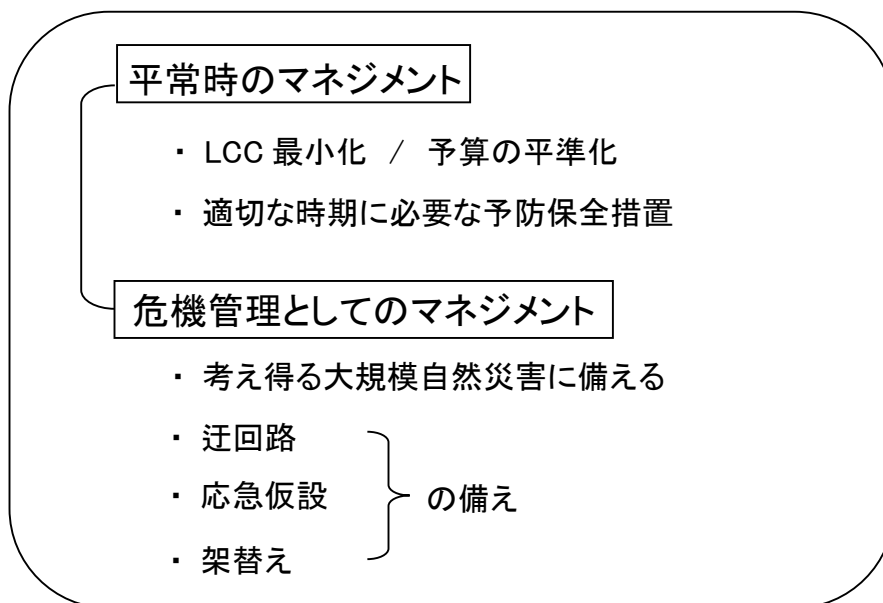 平常時のマネジメント
・ LCC 最小化 / 予算の平準化
・ 適切な時期に必要な予防保全措置
危機管理としてのマネジメント
・ 考え得る大規模自然災害に備える
・ 迂回路
・ 応急仮設 の備え
・ 架替え